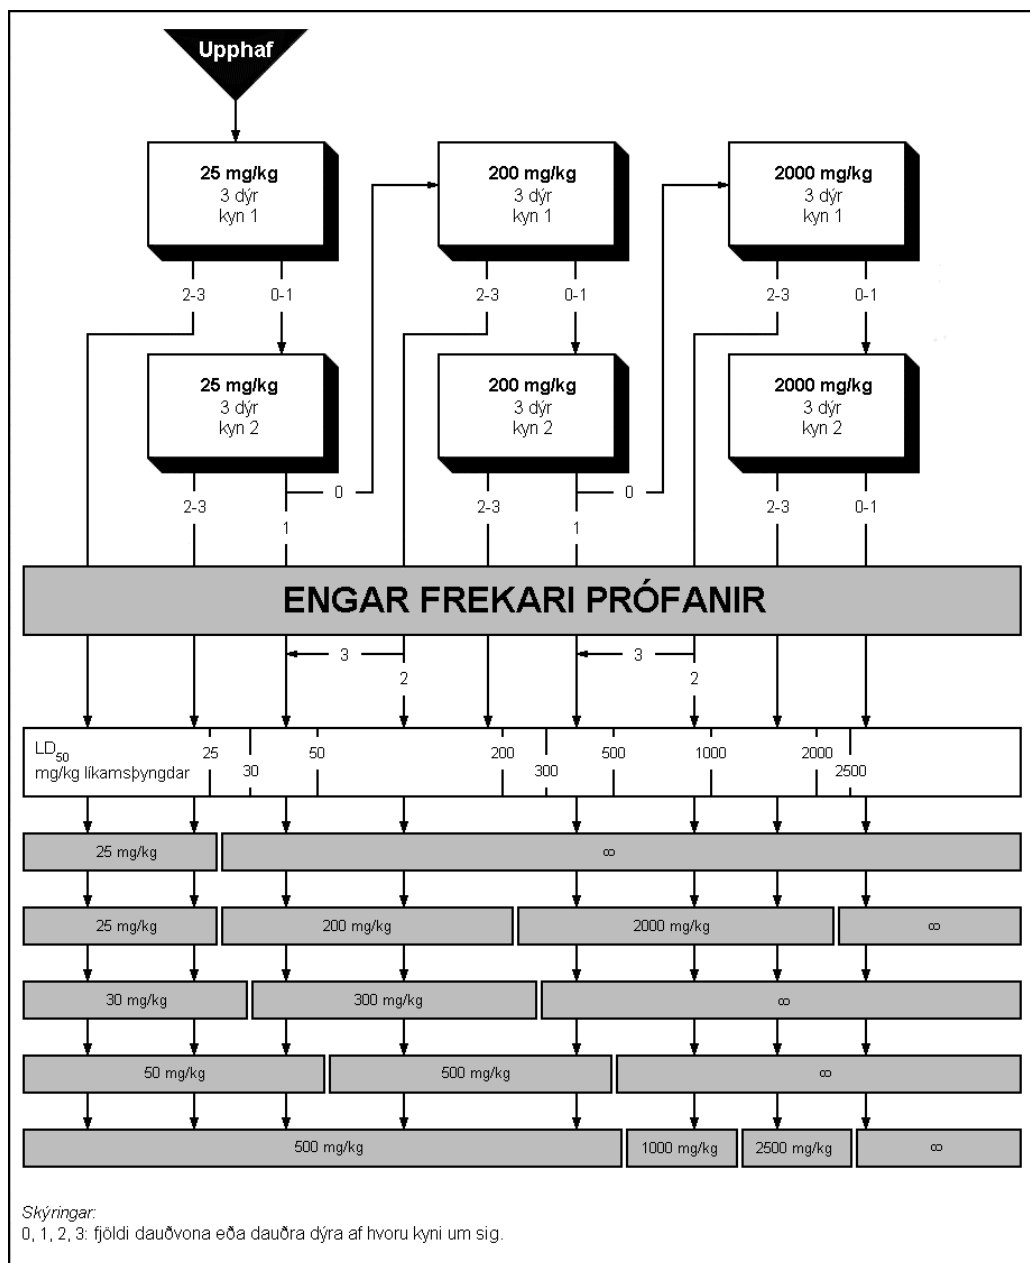 Upphaf
25 mg/kg
3 dýr
kyn 1
200 mg/kg
3 dýr
kyn 1
2000 mg/kg
3 dýr
kyn 1
2-3
0-1
2-3
0-1
2-3
0-1
25 mg/kg
3 dýr
kyn 2
200 mg/kg
3 dýr
kyn 2
2000 mg/kg
3 dýr
kyn 2
0
0
2-3
1
2-3
1
2-3
0-1
ENGAR FREKARI PRÓFANIR
3
3
2
2
LD50
mg/kg líkamsþyngdar
25
30
50
200
300
500
1000
2000
2500
25 mg/kg
∞
25 mg/kg
200 mg/kg
2000 mg/kg
∞
30 mg/kg
300 mg/kg
∞
50 mg/kg
500 mg/kg
∞
500 mg/kg
1000 mg/kg
2500 mg/kg
∞
Skýringar:
0, 1, 2, 3: fjöldi dauðvona eða dauðra dýra af hvoru kyni um sig.